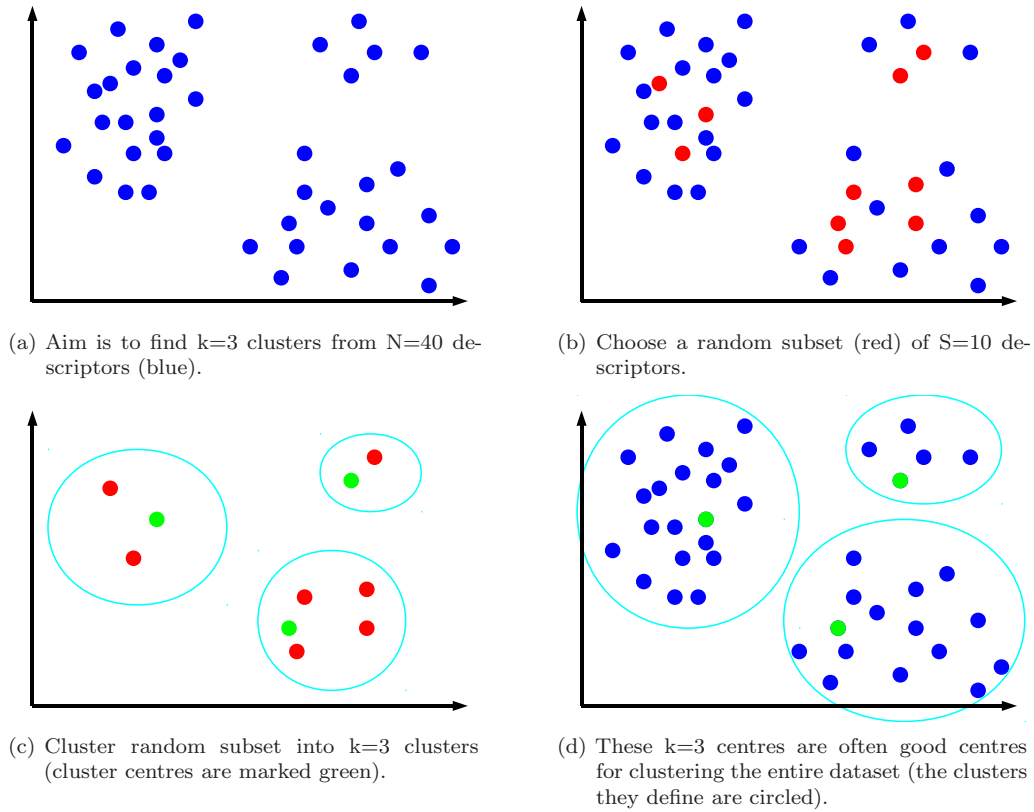 (a) Aim is to find k=3 clusters from N=40 de-
scriptors (blue).
(b) Choose a random subset (red) of S=10 de-
scriptors.
(c) Cluster random subset into k=3 clusters
(cluster centres are marked green).
(d) These k=3 centres are often good centres
for clustering the entire dataset (the clusters
they define are circled).